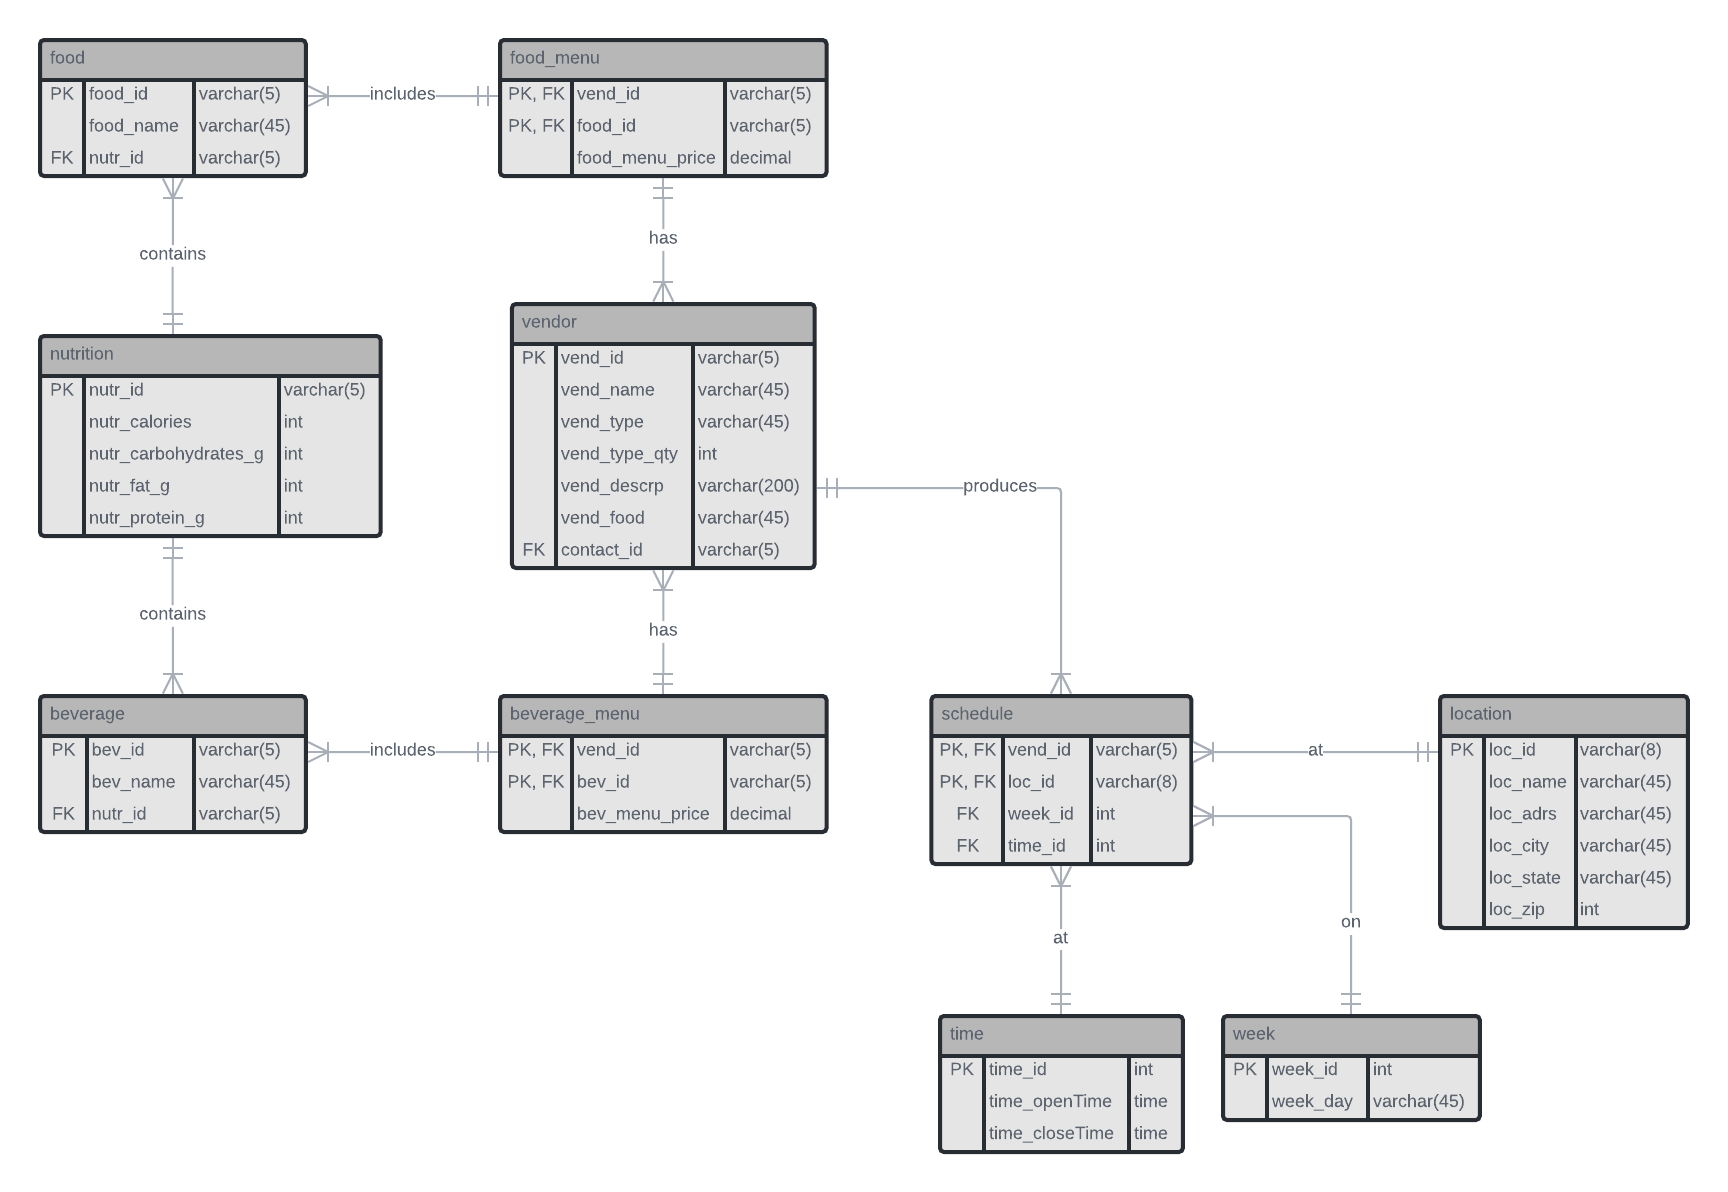 food
PK food_id varchar(5)
food_name varchar(45)
FK nutr_id varchar(5)
includes
food_menu
PK, FK vend_id varchar(5)
PK, FK food_id varchar(5)
food_menu_price decimal
contains
has
nutrition
PK nutr_id varchar(5)
nutr_calories int
nutr_carbohydrates_g int
nutr_fat_g int
nutr_protein_g int
vendor
PK vend_id varchar(5)
vend_name varchar(45)
vend_type varchar(45)
vend_type_qty int
vend_descrp varchar(200)
vend_food varchar(45)
FK contact_id varchar(5)
produces
contains
has
beverage
PK bev_id varchar(5)
bev_name varchar(45)
FK nutr_id varchar(5)
includes
beverage_menu
PK, FK vend_id varchar(5)
PK, FK bev_id varchar(5)
bev_menu_price decimal
schedule
PK, FK vend_id varchar(5)
PK, FK loc_id varchar(8)
FK week_id int
FK time_id int
at
location
PK loc_id varchar(8)
loc_name varchar(45)
loc_adrs varchar(45)
loc_city varchar(45)
loc_state varchar(45)
loc_zip int
at
on
time
PK time_id int
time_openTime time
time_closeTime time
week
PK week_id int
week_day varchar(45)